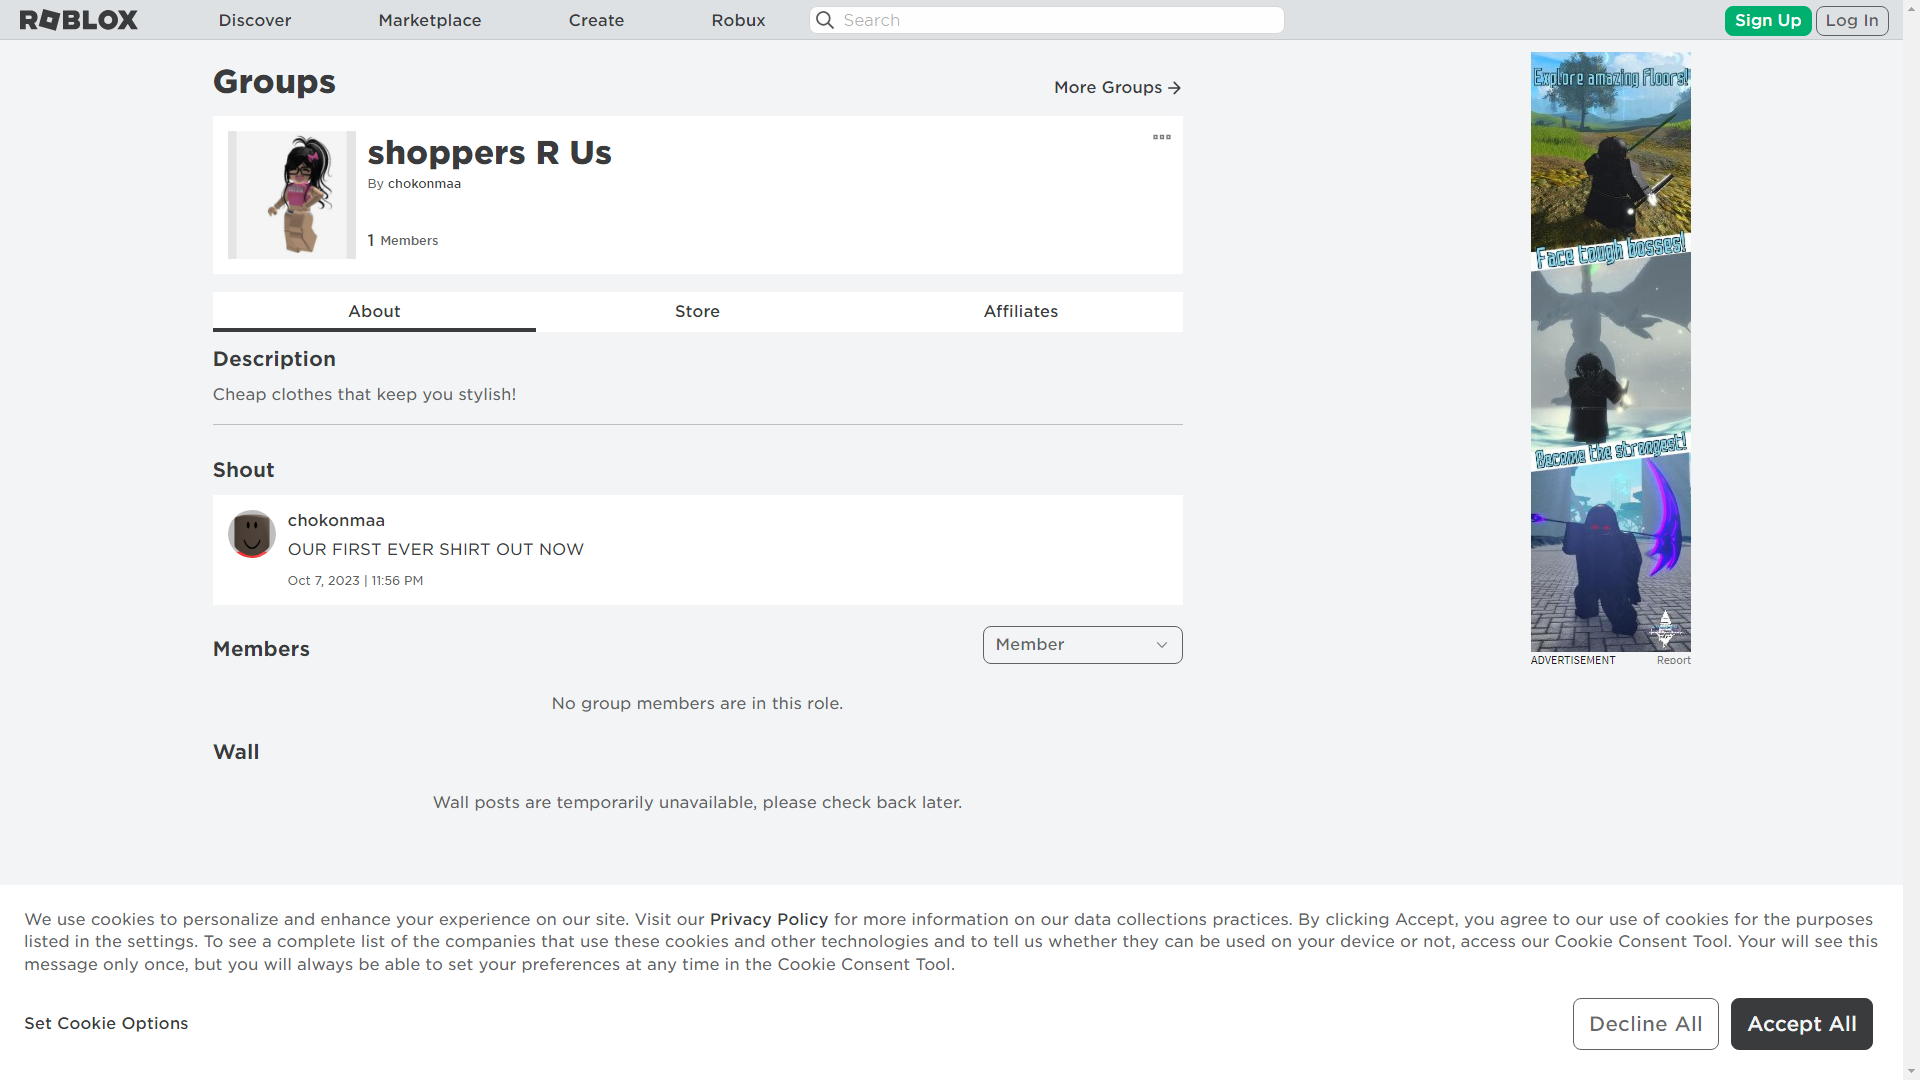 ROBLOX
Discover
Marketplace
Create
Robux
Search
Sign Up
Log In
Groups
More Groups
shoppers R Us
By chokonmaa
1 Members
About
Store
Affiliates
Description
Cheap clothes that keep you stylish!
Shout
chokonmaa
OUR FIRST EVER SHIRT OUT NOW
Oct 7, 2023 | 11:56 PM
Members
Member
No group members are in this role.
Wall
Wall posts are temporarily unavailable, please check back later.
Explore amazing floors!
Face tough bosses!
Become the strongest!
ADVERTISEMENT
Report
We use cookies to personalize and enhance your experience on our site. Visit our Privacy Policy for more information on our data collections practices. By clicking Accept, you agree to our use of cookies for the purposes
listed in the settings. To see a complete list of the companies that use these cookies and other technologies and to tell us whether they can be used on your device or not, access our Cookie Consent Tool. Your will see this
message only once, but you will always be able to set your preferences at any time in the Cookie Consent Tool.
Set Cookie Options
Decline All
Accept All